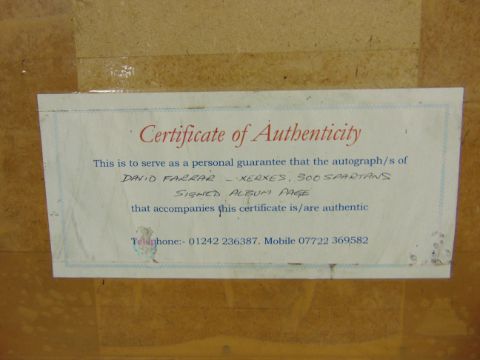 Certificate of Authenticity
This is to serve as a personal guarantee that the autograph/s of
DAVID FARRAR - XERXES, 300 SPARTANS
SIGNED ALBUM PAGE
that accompanies this certificate is/are authentic
Telephone:- 01242 236387. Mobile 07722 369582